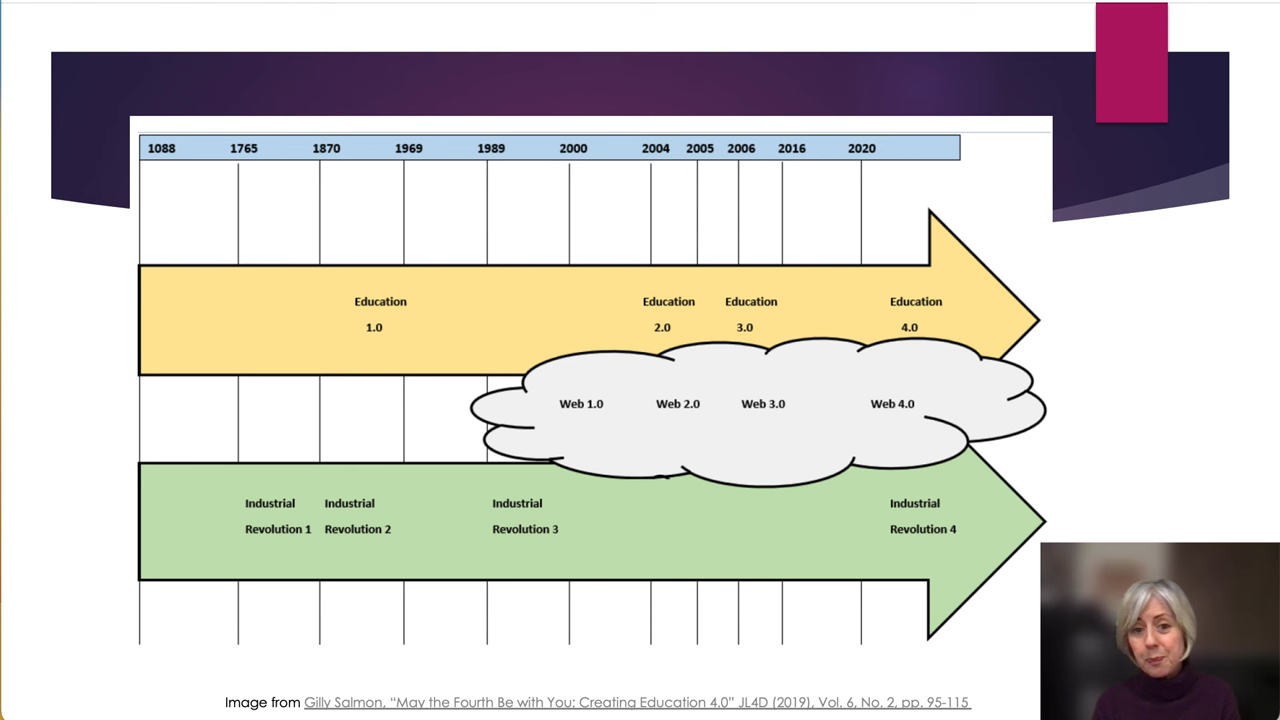 1088 1765 1870 1969 1989 2000 2004 2005 2006 2016 2020
Education Education Education Education
1.0 2.0 3.0 4.0
Web 1.0 Web 2.0 Web 3.0 Web 4.0
Industrial Industrial Industrial Industrial
Revolution 1 Revolution 2 Revolution 3 Revolution 4
Image from Gilly Salmon, “May the Fourth Be with You: Creating Education 4.0” JL4D (2019), Vol. 6, No. 2, pp. 95-115